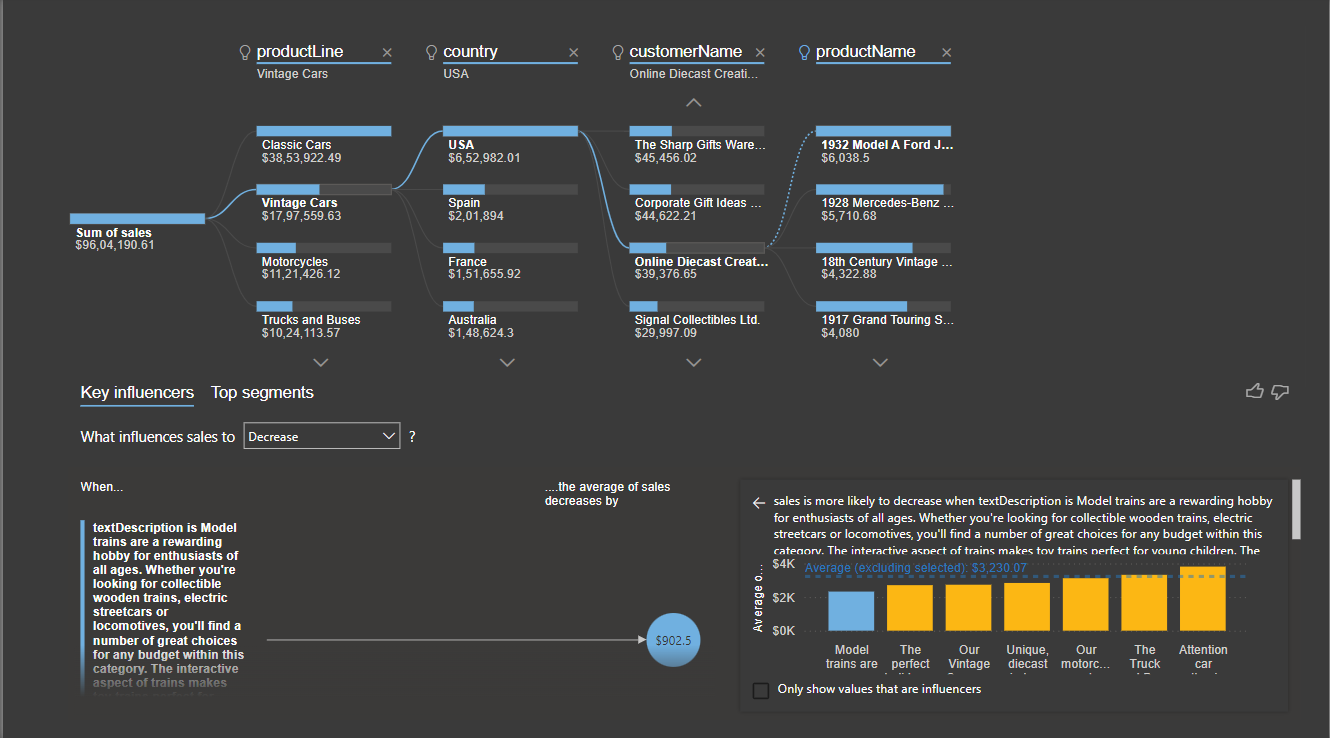 productLine
Vintage Cars
country
USA
customerName
Online Diecast Creati...
productName
Sum of sales
$96,04,190.61
Classic Cars
$38,53,922.49
Vintage Cars
$17,97,559.63
Motorcycles
$11,21,426.12
Trucks and Buses
$10,24,113.57
USA
$6,52,982.01
Spain
$2,01,894
France
$1,51,655.92
Australia
$1,48,624.3
The Sharp Gifts Ware...
$45,456.02
Corporate Gift Ideas ...
$44,622.21
Online Diecast Creat...
$39,376.65
Signal Collectibles Ltd.
$29,997.09
1932 Model A Ford J...
$6,038.5
1928 Mercedes-Benz ...
$5,710.68
18th Century Vintage ...
$4,322.88
1917 Grand Touring S...
$4,080
Key influencers
Top segments
What influences sales to Decrease ?
When...
....the average of sales
decreases by
textDescription is Model
trains are a rewarding
hobby for enthusiasts of
all ages. Whether you're
looking for collectible
wooden trains, electric
streetcars or
locomotives, you'll find a
number of great choices
for any budget within this
category. The interactive
aspect of trains makes
$902.5
sales is more likely to decrease when textDescription is Model trains are a rewarding hobby
for enthusiasts of all ages. Whether you're looking for collectible wooden trains, electric
streetcars or locomotives, you'll find a number of great choices for any budget within this
category. The interactive aspect of trains makes toy trains perfect for young children. The
Average o...
$4K
$2K
$0K
Average (excluding selected): $3,230.07
Model
trains are
The
perfect
Our
Vintage
Unique,
diecast
Our
motorc...
The
Truck
Attention
car
Only show values that are influencers